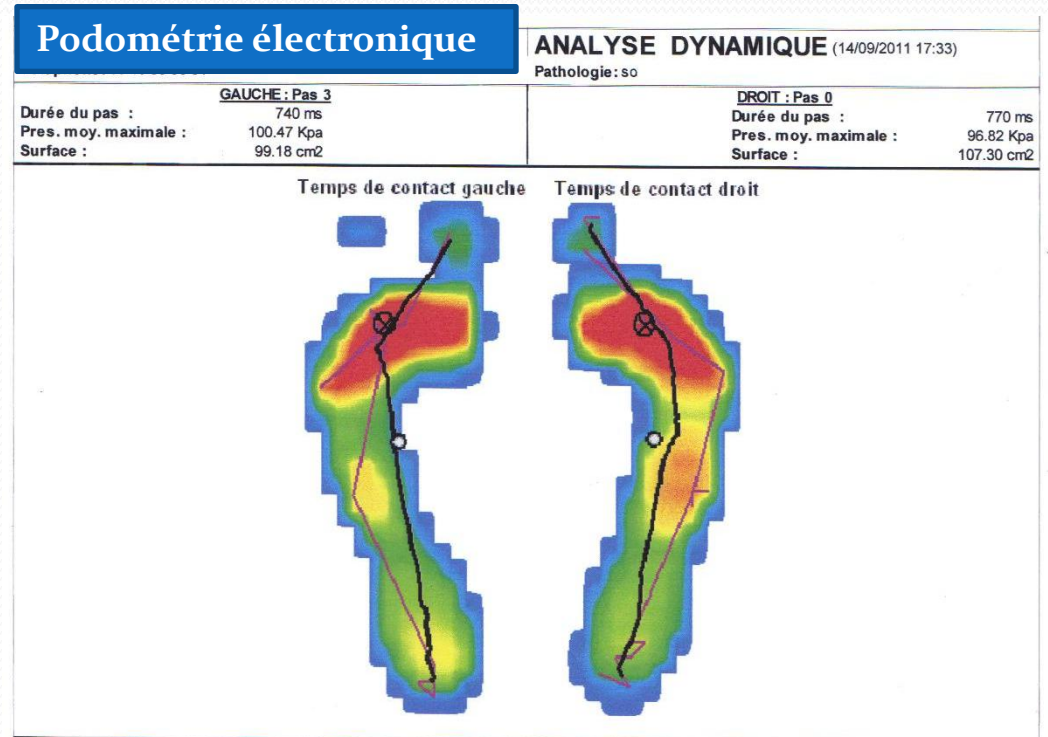 Podométrie électronique
ANALYSE DYNAMIQUE (14/09/2011 17:33)
Pathologie: so
GAUCHE : Pas 3
Durée du pas : 740 ms
Pres. moy. maximale : 100.47 Kpa
Surface : 99.18 cm2
DROIT : Pas 0
Durée du pas : 770 ms
Pres. moy. maximale : 96.82 Kpa
Surface : 107.30 cm2
Temps de contact gauche
Temps de contact droit